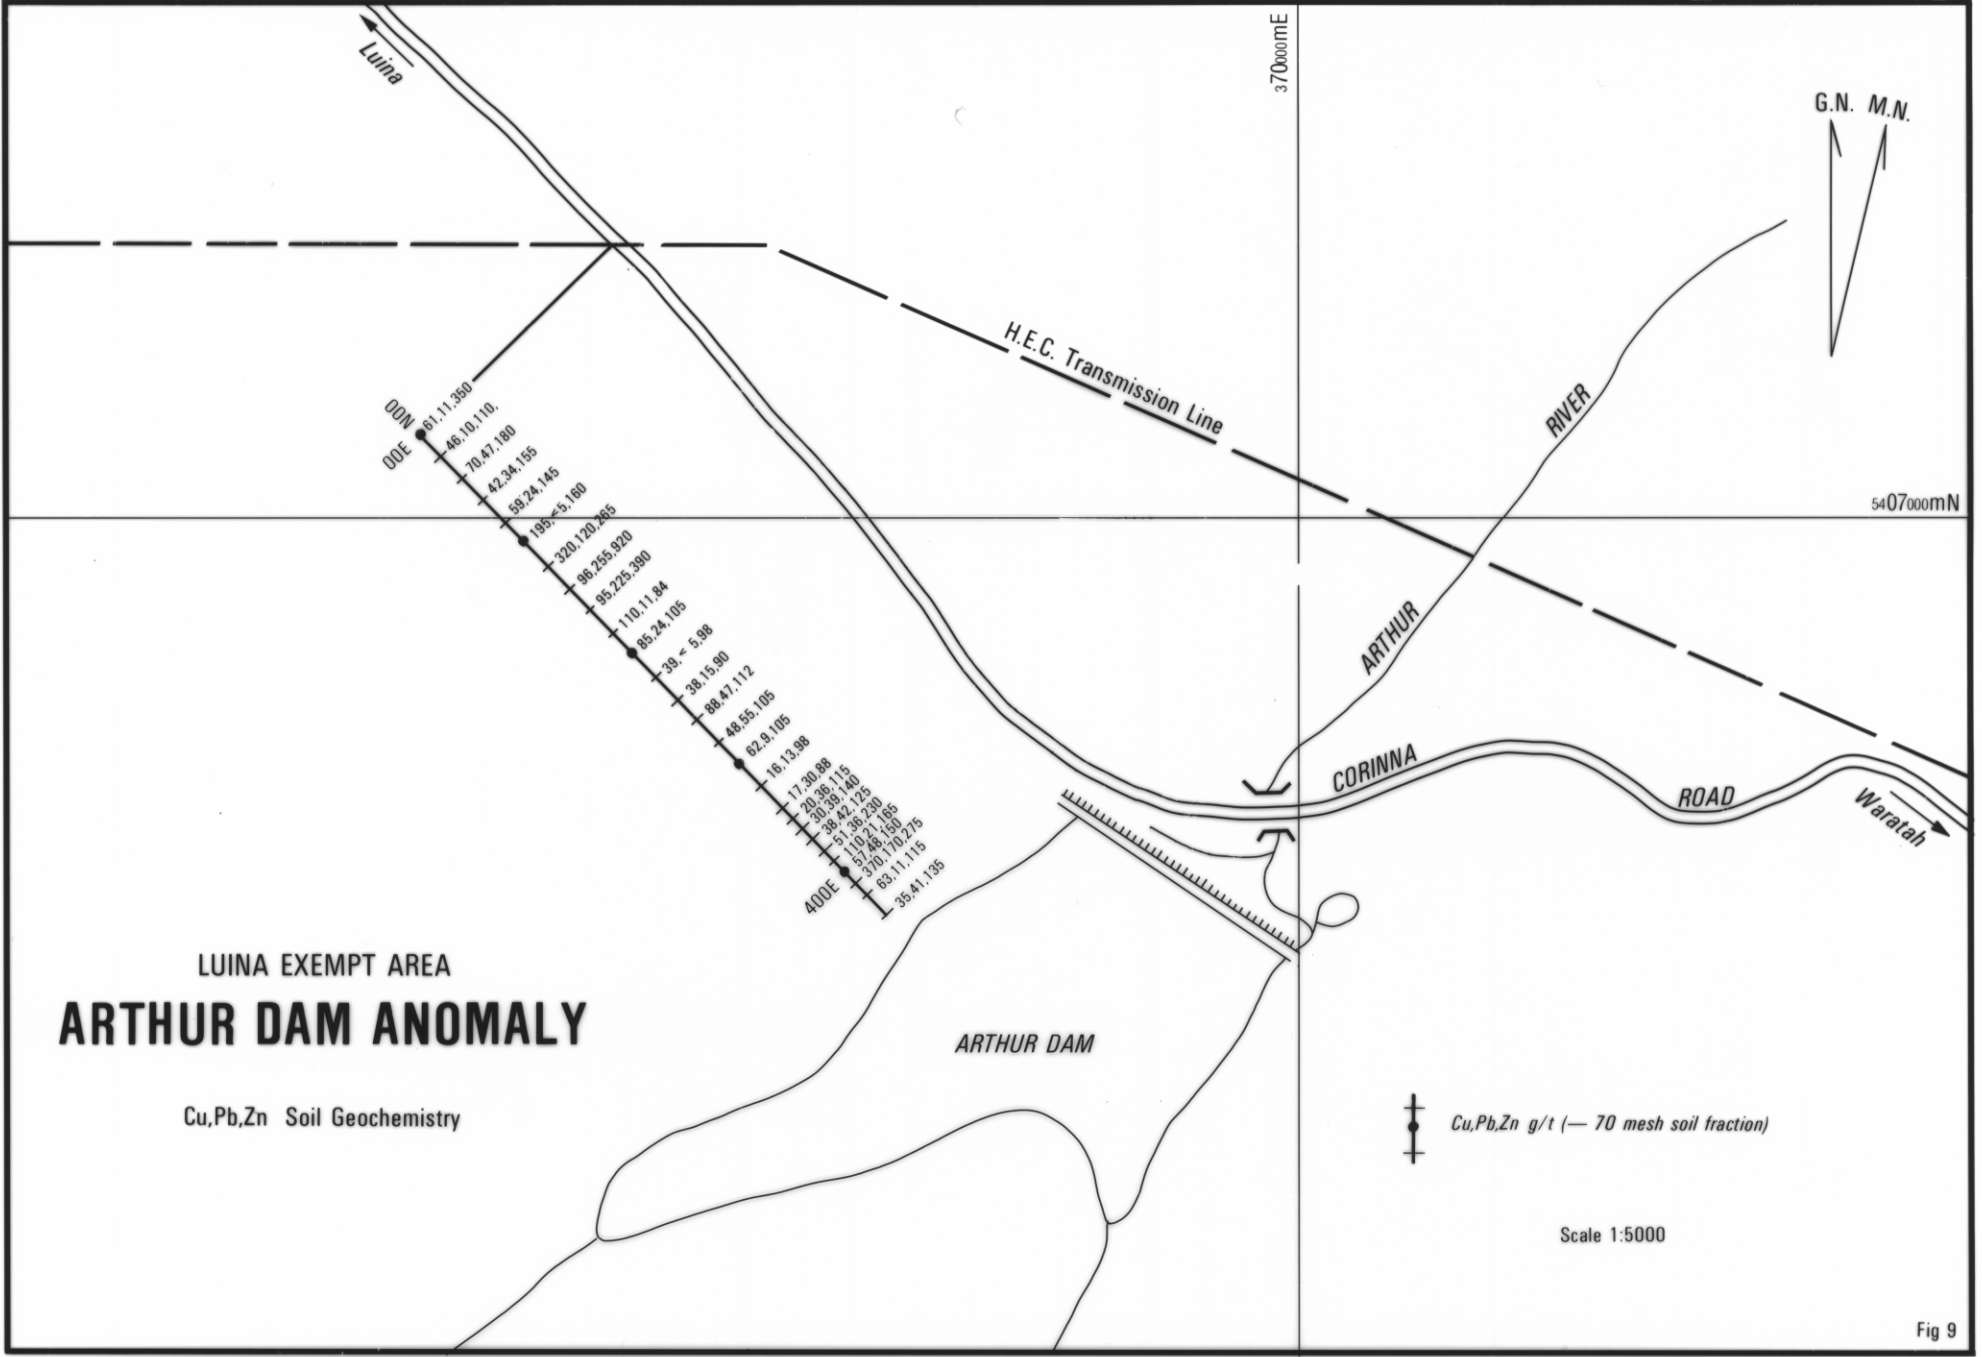 Luina
370000mE
G.N. M.N.
H.E.C. Transmission Line
RIVER
5407000mN
ARTHUR
00N
00E
61,11,350
46,10,110,
70,47,180
42,34,155
59,24,145
195,<5,160
320,120,265
96,255,920
95,225,390
110,11,84
85,24,105
39,< 5,98
38,15,90
88,47,112
48,55,105
62,9,105
16,13,98
17,30,88
20,36,115
30,39,140
38,42,125
51,36,230
110,21,165
57,48,150
370,170,275
63,11,115
35,41,135
400E
CORINNA
ROAD
Waratah
LUINA EXEMPT AREA
ARTHUR DAM ANOMALY
Cu,Pb,Zn Soil Geochemistry
ARTHUR DAM
Cu,Pb,Zn g/t (— 70 mesh soil fraction)
Scale 1:5000
Fig 9